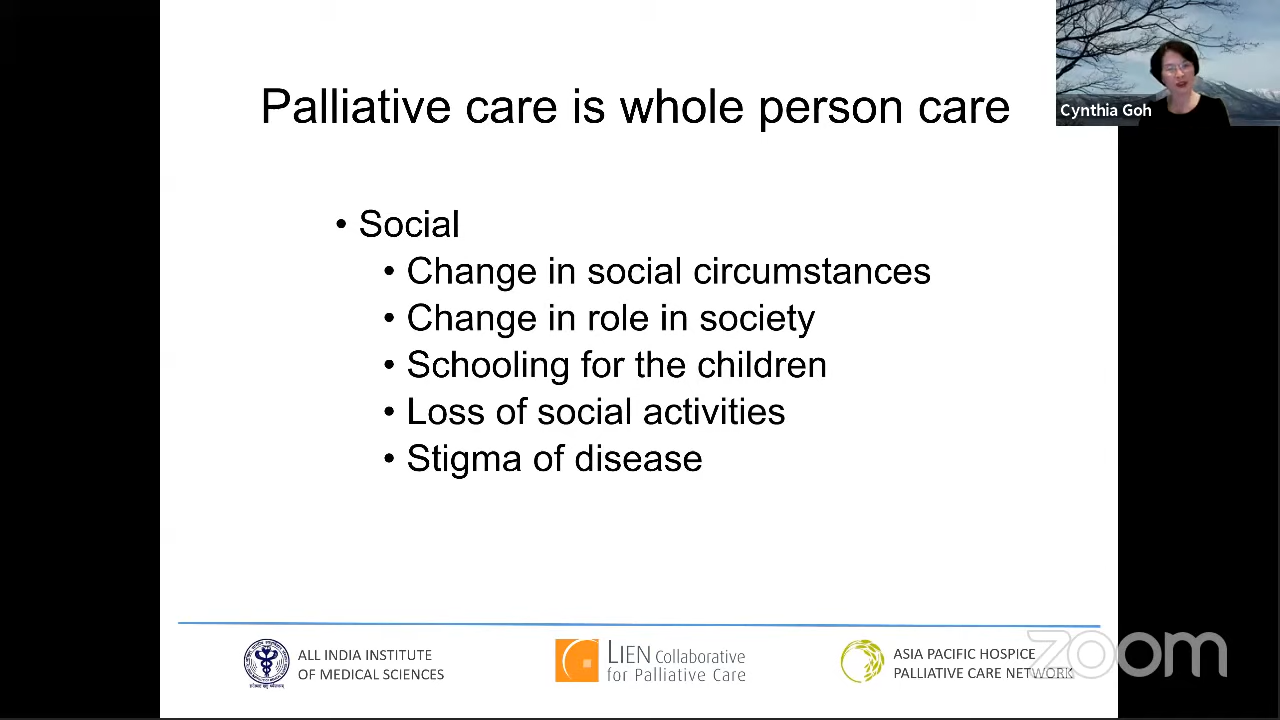 Palliative care is whole person care
Cynthia Goh
• Social
• Change in social circumstances
• Change in role in society
• Schooling for the children
• Loss of social activities
• Stigma of disease
ALL INDIA INSTITUTE
OF MEDICAL SCIENCES
LIEN Collaborative
for Palliative Care
ASIA PACIFIC HOSPICE
PALLIATIVE CARE NETWORK
zoom